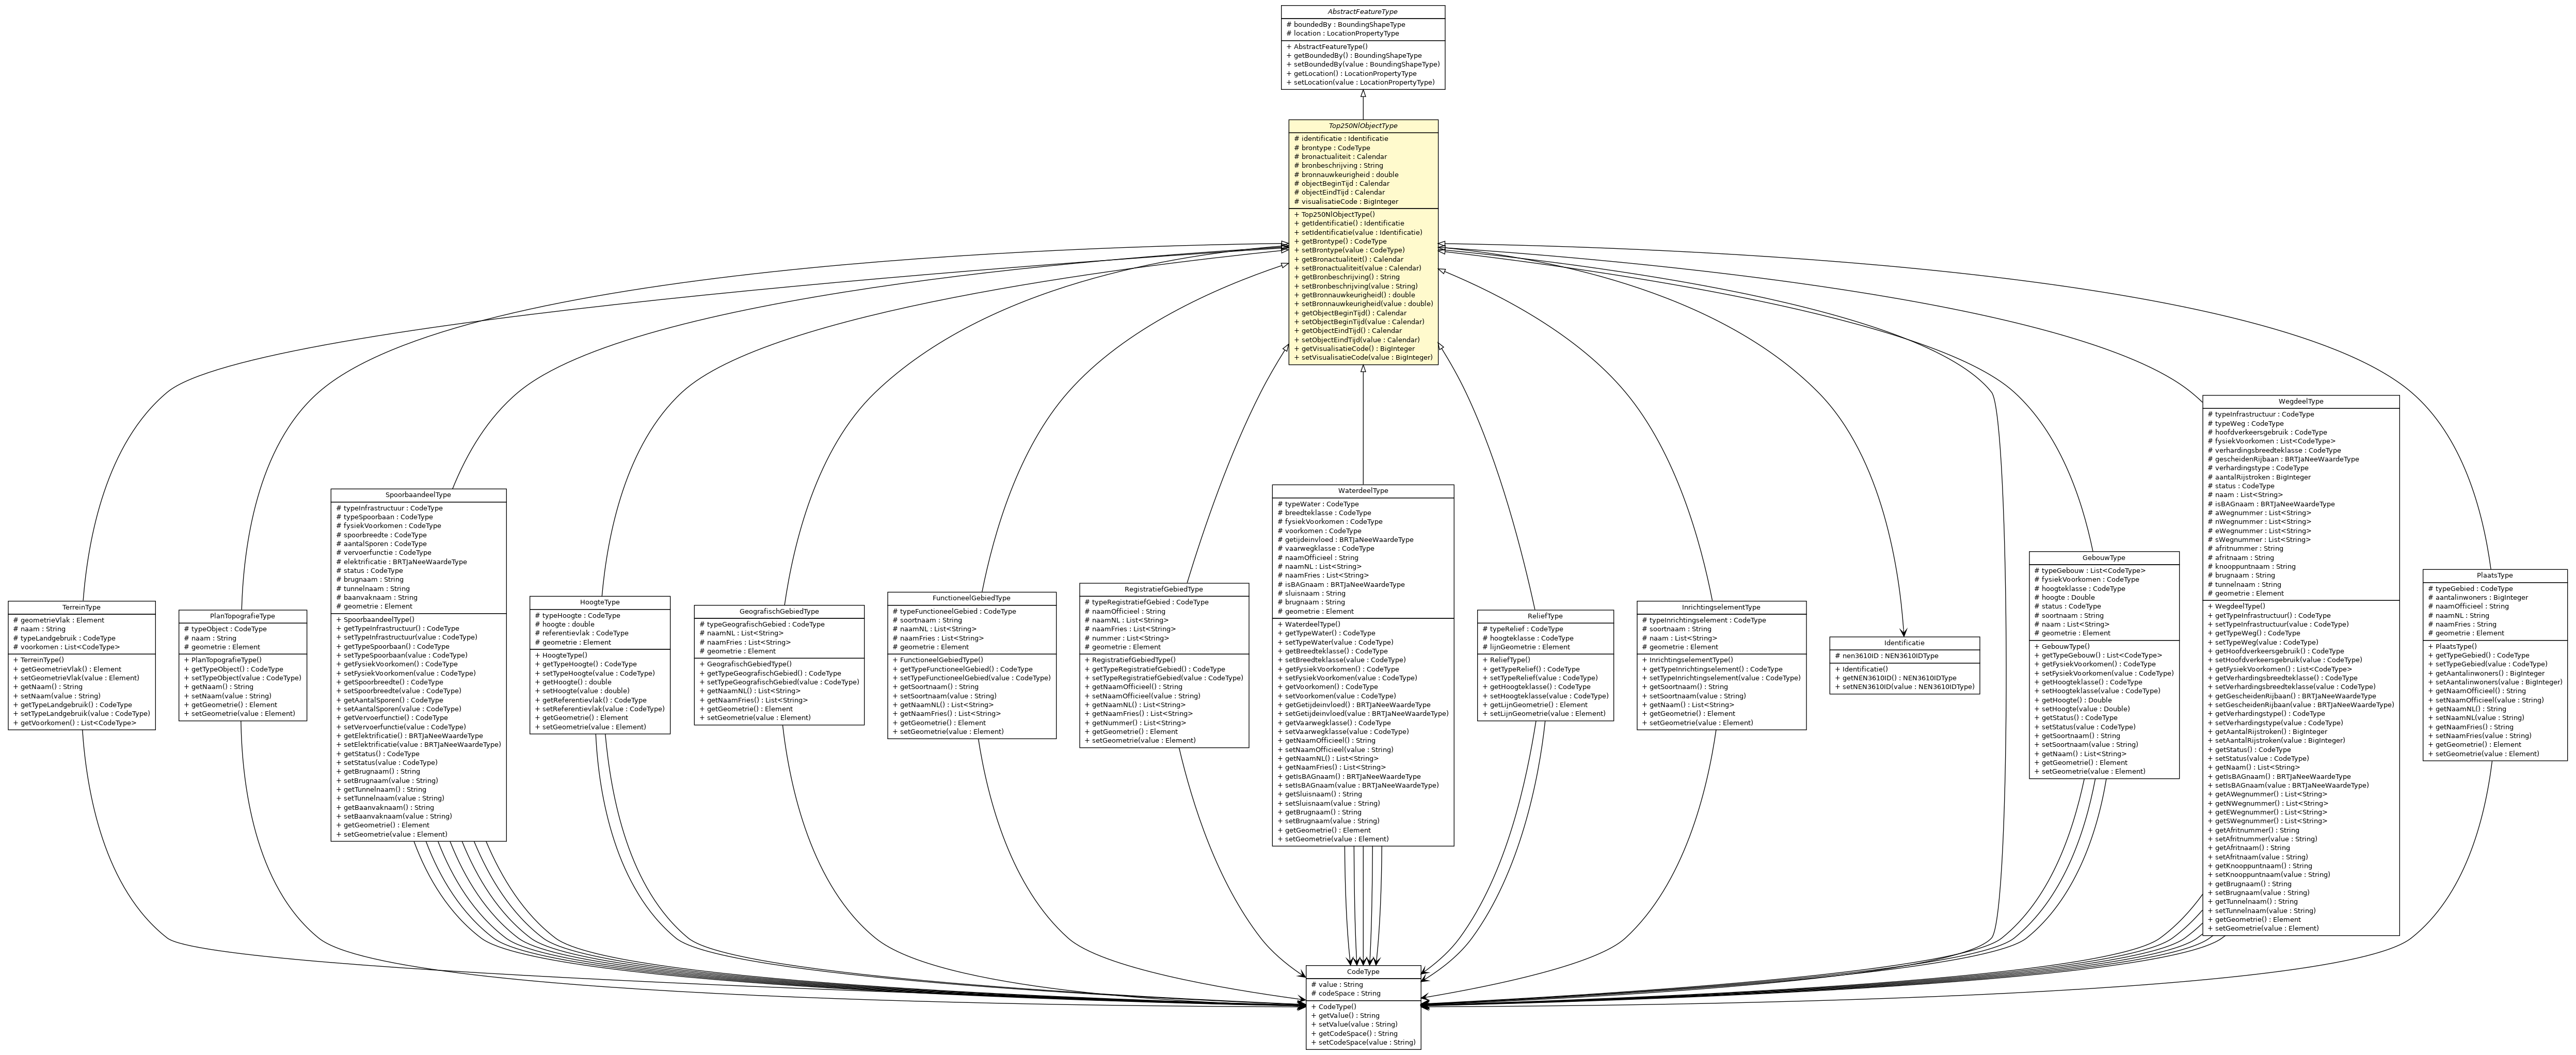 AbstractFeatureType
# boundedBy : BoundingShapeType
# location : LocationPropertyType
+ AbstractFeatureType()
+ getBoundedBy() : BoundingShapeType
+ setBoundedBy(value : BoundingShapeType)
+ getLocation() : LocationPropertyType
+ setLocation(value : LocationPropertyType)
Top250NlObjectType
# identificatie : Identificatie
# brontype : CodeType
# bronactualiteit : Calendar
# bronbeschrijving : String
# bronnauwkeurigheid : double
# objectBeginTijd : Calendar
# objectEindTijd : Calendar
# visualisatieCode : BigInteger
+ Top250NlObjectType()
+ getIdentificatie() : Identificatie
+ setIdentificatie(value : Identificatie)
+ getBrontype() : CodeType
+ setBrontype(value : CodeType)
+ getBronactualiteit() : Calendar
+ setBronactualiteit(value : Calendar)
+ getBronbeschrijving() : String
+ setBronbeschrijving(value : String)
+ getBronnauwkeurigheid() : double
+ setBronnauwkeurigheid(value : double)
+ getObjectBeginTijd() : Calendar
+ setObjectBeginTijd(value : Calendar)
+ getObjectEindTijd() : Calendar
+ setObjectEindTijd(value : Calendar)
+ getVisualisatieCode() : BigInteger
+ setVisualisatieCode(value : BigInteger)
TerreinType
# geometrieVlak : Element
# naam : String
# typeLandgebruik : CodeType
# voorkomen : List<CodeType>
+ TerreinType()
+ getGeometrieVlak() : Element
+ setGeometrieVlak(value : Element)
+ getNaam() : String
+ setNaam(value : String)
+ getTypeLandgebruik() : CodeType
+ setTypeLandgebruik(value : CodeType)
+ getVoorkomen() : List<CodeType>
PlanTopografieType
# typeObject : CodeType
# naam : String
# geometrie : Element
+ PlanTopografieType()
+ getTypeObject() : CodeType
+ setTypeObject(value : CodeType)
+ getNaam() : String
+ setNaam(value : String)
+ getGeometrie() : Element
+ setGeometrie(value : Element)
SpoorbaandeelType
# typeInfrastructuur : CodeType
# typeSpoorbaan : CodeType
# fysiekVoorkomen : CodeType
# spoorbreedte : CodeType
# aantalSporen : CodeType
# vervoerfunctie : CodeType
# elektrificatie : BRTJaNeeWaardeType
# status : CodeType
# brugnaam : String
# tunnelnaam : String
# baanvaknaam : String
# geometrie : Element
+ SpoorbaandeelType()
+ getTypeInfrastructuur() : CodeType
+ setTypeInfrastructuur(value : CodeType)
+ getTypeSpoorbaan() : CodeType
+ setTypeSpoorbaan(value : CodeType)
+ getFysiekVoorkomen() : CodeType
+ setFysiekVoorkomen(value : CodeType)
+ getSpoorbreedte() : CodeType
+ setSpoorbreedte(value : CodeType)
+ getAantalSporen() : CodeType
+ setAantalSporen(value : CodeType)
+ getVervoerfunctie() : CodeType
+ setVervoerfunctie(value : CodeType)
+ getElektrificatie() : BRTJaNeeWaardeType
+ setElektrificatie(value : BRTJaNeeWaardeType)
+ getStatus() : CodeType
+ setStatus(value : CodeType)
+ getBrugnaam() : String
+ setBrugnaam(value : String)
+ getTunnelnaam() : String
+ setTunnelnaam(value : String)
+ getBaanvaknaam() : String
+ setBaanvaknaam(value : String)
+ getGeometrie() : Element
+ setGeometrie(value : Element)
HoogteType
# typeHoogte : CodeType
# hoogte : double
# referentievlak : CodeType
# geometrie : Element
+ HoogteType()
+ getTypeHoogte() : CodeType
+ setTypeHoogte(value : CodeType)
+ getHoogte() : double
+ setHoogte(value : double)
+ getReferentievlak() : CodeType
+ setReferentievlak(value : CodeType)
+ getGeometrie() : Element
+ setGeometrie(value : Element)
GeografischGebiedType
# typeGeografischGebied : CodeType
# naamNL : List<String>
# naamFries : List<String>
# geometrie : Element
+ GeografischGebiedType()
+ getTypeGeografischGebied() : CodeType
+ setTypeGeografischGebied(value : CodeType)
+ getNaamNL() : List<String>
+ getNaamFries() : List<String>
+ getGeometrie() : Element
+ setGeometrie(value : Element)
FunctioneelGebiedType
# typeFunctioneelGebied : CodeType
# soortnaam : String
# naamNL : List<String>
# naamFries : List<String>
# geometrie : Element
+ FunctioneelGebiedType()
+ getTypeFunctioneelGebied() : CodeType
+ setTypeFunctioneelGebied(value : CodeType)
+ getSoortnaam() : String
+ setSoortnaam(value : String)
+ getNaamNL() : List<String>
+ getNaamFries() : List<String>
+ getGeometrie() : Element
+ setGeometrie(value : Element)
RegistratiefGebiedType
# typeRegistratiefGebied : CodeType
# naamOfficieel : String
# naamNL : List<String>
# naamFries : List<String>
# nummer : List<String>
# geometrie : Element
+ RegistratiefGebiedType()
+ getTypeRegistratiefGebied() : CodeType
+ setTypeRegistratiefGebied(value : CodeType)
+ getNaamOfficieel() : String
+ setNaamOfficieel(value : String)
+ getNaamNL() : List<String>
+ getNaamFries() : List<String>
+ getNummer() : List<String>
+ getGeometrie() : Element
+ setGeometrie(value : Element)
WaterdeelType
# typeWater : CodeType
# breedteklasse : CodeType
# fysiekVoorkomen : CodeType
# voorkomen : CodeType
# getijdeinvloed : BRTJaNeeWaardeType
# vaarwegklasse : CodeType
# naamOfficieel : String
# naamNL : List<String>
# naamFries : List<String>
# isBAGnaam : BRTJaNeeWaardeType
# sluisnaam : String
# brugnaam : String
# geometrie : Element
+ WaterdeelType()
+ getTypeWater() : CodeType
+ setTypeWater(value : CodeType)
+ getBreedteklasse() : CodeType
+ setBreedteklasse(value : CodeType)
+ getFysiekVoorkomen() : CodeType
+ setFysiekVoorkomen(value : CodeType)
+ getVoorkomen() : CodeType
+ setVoorkomen(value : CodeType)
+ getGetijdeinvloed() : BRTJaNeeWaardeType
+ setGetijdeinvloed(value : BRTJaNeeWaardeType)
+ getVaarwegklasse() : CodeType
+ setVaarwegklasse(value : CodeType)
+ getNaamOfficieel() : String
+ setNaamOfficieel(value : String)
+ getNaamNL() : List<String>
+ getNaamFries() : List<String>
+ getIsBAGnaam() : BRTJaNeeWaardeType
+ setIsBAGnaam(value : BRTJaNeeWaardeType)
+ getSluisnaam() : String
+ setSluisnaam(value : String)
+ getBrugnaam() : String
+ setBrugnaam(value : String)
+ getGeometrie() : Element
+ setGeometrie(value : Element)
ReliefType
# typeRelief : CodeType
# hoogteklasse : CodeType
# lijnGeometrie : Element
+ ReliefType()
+ getTypeRelief() : CodeType
+ setTypeRelief(value : CodeType)
+ getHoogteklasse() : CodeType
+ setHoogteklasse(value : CodeType)
+ getLijnGeometrie() : Element
+ setLijnGeometrie(value : Element)
InrichtingselementType
# typeInrichtingselement : CodeType
# soortnaam : String
# naam : List<String>
# geometrie : Element
+ InrichtingselementType()
+ getTypeInrichtingselement() : CodeType
+ setTypeInrichtingselement(value : CodeType)
+ getSoortnaam() : String
+ setSoortnaam(value : String)
+ getNaam() : List<String>
+ getGeometrie() : Element
+ setGeometrie(value : Element)
Identificatie
# nen3610ID : NEN3610IDType
+ Identificatie()
+ getNEN3610ID() : NEN3610IDType
+ setNEN3610ID(value : NEN3610IDType)
GebouwType
# typeGebouw : List<CodeType>
# fysiekVoorkomen : CodeType
# hoogteklasse : CodeType
# hoogte : Double
# status : CodeType
# soortnaam : String
# naam : List<String>
# geometrie : Element
+ GebouwType()
+ getTypeGebouw() : List<CodeType>
+ getFysiekVoorkomen() : CodeType
+ setFysiekVoorkomen(value : CodeType)
+ getHoogteklasse() : CodeType
+ setHoogteklasse(value : CodeType)
+ getHoogte() : Double
+ setHoogte(value : Double)
+ getStatus() : CodeType
+ setStatus(value : CodeType)
+ getSoortnaam() : String
+ setSoortnaam(value : String)
+ getNaam() : List<String>
+ getGeometrie() : Element
+ setGeometrie(value : Element)
WegdeelType
# typeInfrastructuur : CodeType
# typeWeg : CodeType
# hoofdverkeersgebruik : CodeType
# fysiekVoorkomen : List<CodeType>
# verhardingsbreedteklasse : CodeType
# gescheidenRijbaan : BRTJaNeeWaardeType
# verhardingstype : CodeType
# aantalRijstroken : BigInteger
# status : CodeType
# naam : List<String>
# isBAGnaam : BRTJaNeeWaardeType
# aWegnummer : List<String>
# nWegnummer : List<String>
# eWegnummer : List<String>
# sWegnummer : List<String>
# afritnummer : String
# afritnaam : String
# knooppuntnaam : String
# brugnaam : String
# tunnelnaam : String
# geometrie : Element
+ WegdeelType()
+ getTypeInfrastructuur() : CodeType
+ setTypeInfrastructuur(value : CodeType)
+ getTypeWeg() : CodeType
+ setTypeWeg(value : CodeType)
+ getHoofdverkeersgebruik() : CodeType
+ setHoofdverkeersgebruik(value : CodeType)
+ getFysiekVoorkomen() : List<CodeType>
+ getVerhardingsbreedteklasse() : CodeType
+ setVerhardingsbreedteklasse(value : CodeType)
+ getGescheidenRijbaan() : BRTJaNeeWaardeType
+ setGescheidenRijbaan(value : BRTJaNeeWaardeType)
+ getVerhardingstype() : CodeType
+ setVerhardingstype(value : CodeType)
+ getAantalRijstroken() : BigInteger
+ setAantalRijstroken(value : BigInteger)
+ getStatus() : CodeType
+ setStatus(value : CodeType)
+ getNaam() : List<String>
+ getIsBAGnaam() : BRTJaNeeWaardeType
+ setIsBAGnaam(value : BRTJaNeeWaardeType)
+ getAWegnummer() : List<String>
+ getNWegnummer() : List<String>
+ getEWegnummer() : List<String>
+ getSWegnummer() : List<String>
+ getAfritnummer() : String
+ setAfritnummer(value : String)
+ getAfritnaam() : String
+ setAfritnaam(value : String)
+ getKnooppuntnaam() : String
+ setKnooppuntnaam(value : String)
+ getBrugnaam() : String
+ setBrugnaam(value : String)
+ getTunnelnaam() : String
+ setTunnelnaam(value : String)
+ getGeometrie() : Element
+ setGeometrie(value : Element)
PlaatsType
# typeGebied : CodeType
# aantalinwoners : BigInteger
# naamOfficieel : String
# naamNL : String
# naamFries : String
# geometrie : Element
+ PlaatsType()
+ getTypeGebied() : CodeType
+ setTypeGebied(value : CodeType)
+ getAantalinwoners() : BigInteger
+ setAantalinwoners(value : BigInteger)
+ getNaamOfficieel() : String
+ setNaamOfficieel(value : String)
+ getNaamNL() : String
+ setNaamNL(value : String)
+ getNaamFries() : String
+ setNaamFries(value : String)
+ getGeometrie() : Element
+ setGeometrie(value : Element)
CodeType
# value : String
# codeSpace : String
+ CodeType()
+ getValue() : String
+ setValue(value : String)
+ getCodeSpace() : String
+ setCodeSpace(value : String)